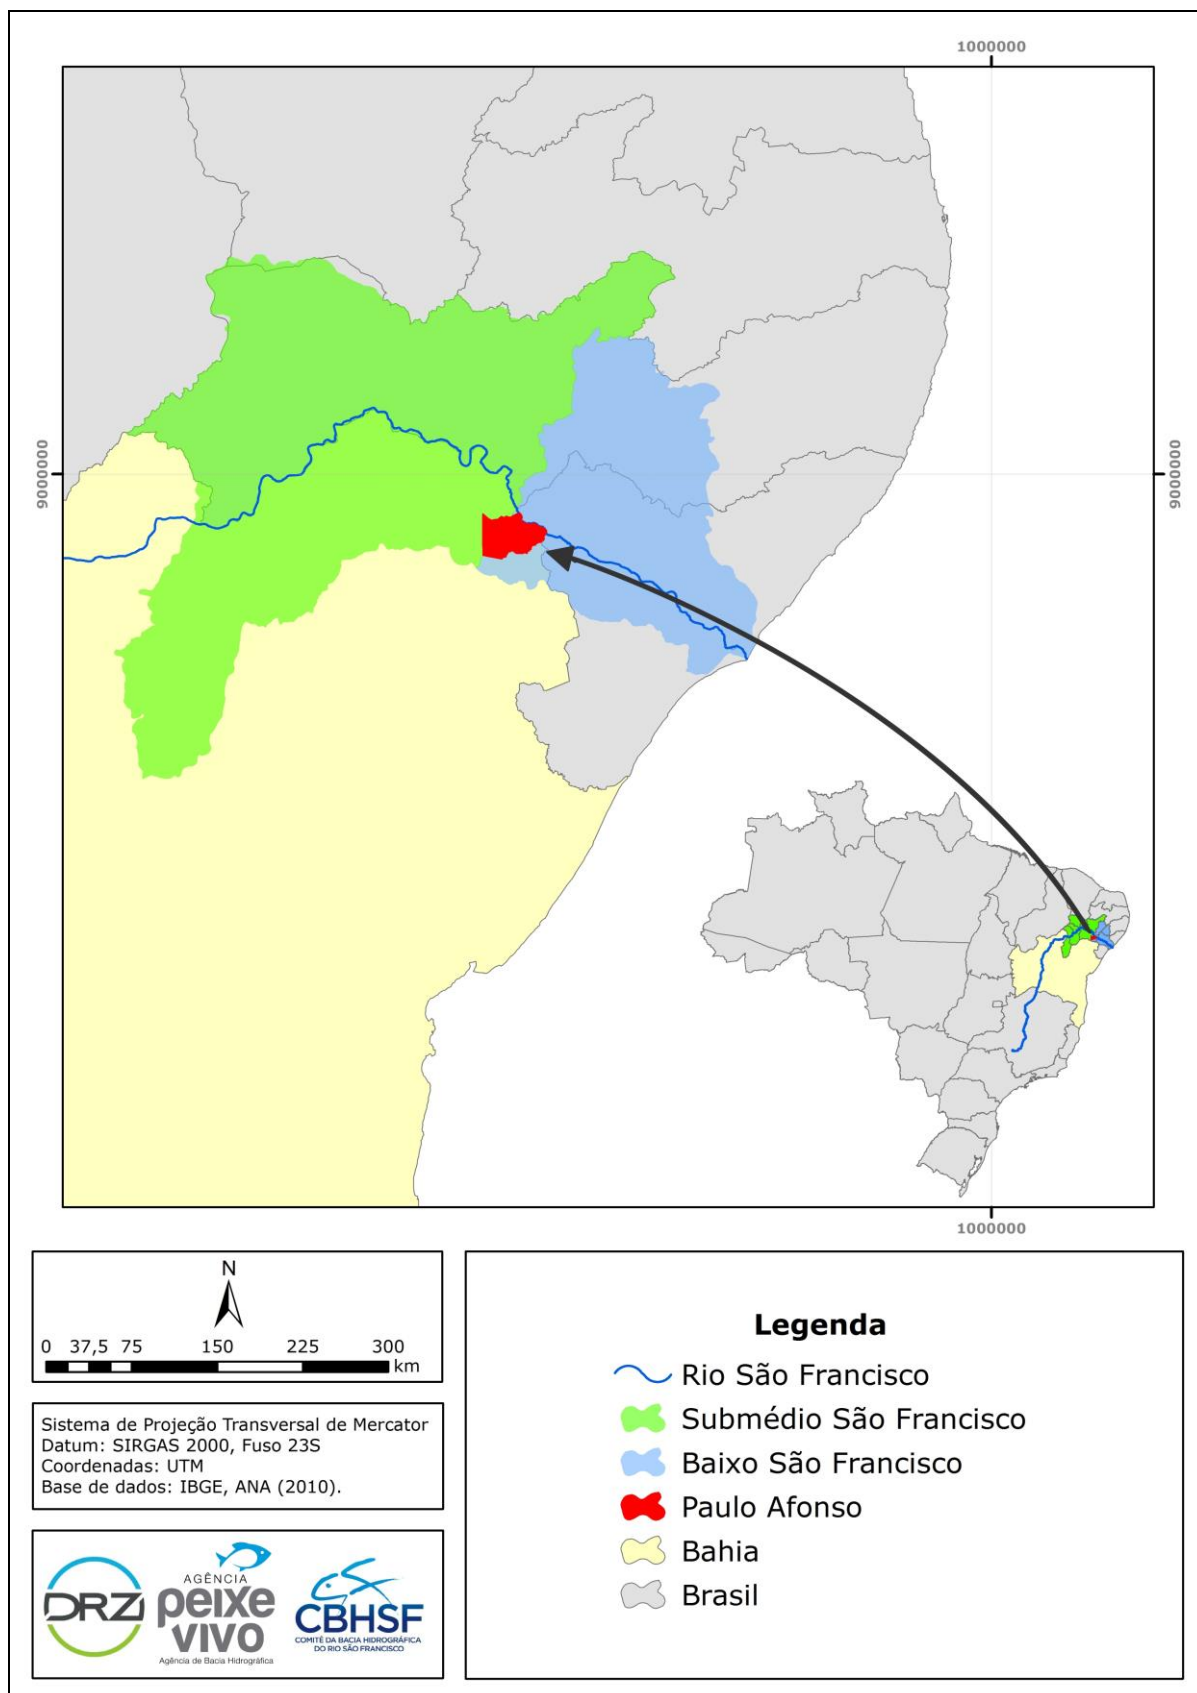 1000000
9000000
9000000
1000000
N
0 37,5 75 150 225 300
km
Sistema de Projeção Transversal de Mercator
Datum: SIRGAS 2000, Fuso 23S
Coordenadas: UTM
Base de dados: IBGE, ANA (2010).
DRZ
AGÊNCIA
peixe
vivo
Agência de Bacia Hidrográfica
CBHSF
COMITÊ DA BACIA HIDROGRÁFICA
DO RIO SÃO FRANCISCO
Legenda
Rio São Francisco
Submédio São Francisco
Baixo São Francisco
Paulo Afonso
Bahia
Brasil